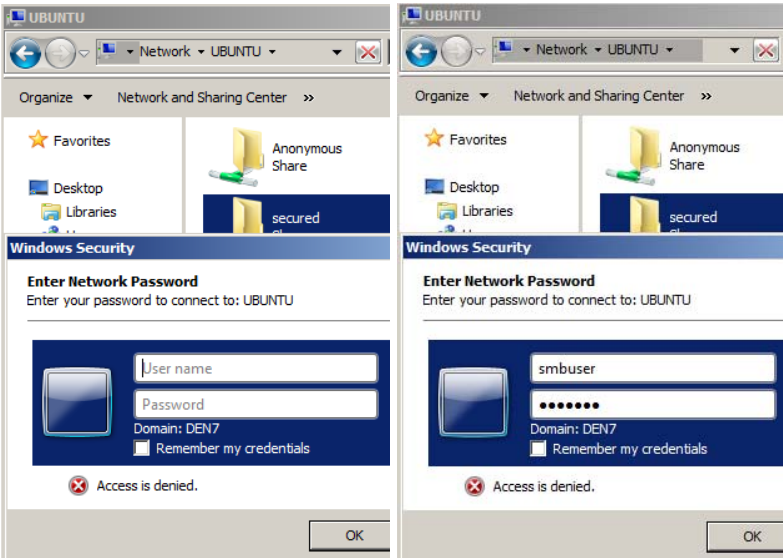 UBUNTU
Network UBUNTU
Organize Network and Sharing Center »
Favorites
Anonymous
Share
Desktop
Libraries
secured
Windows Security
Enter Network Password
Enter your password to connect to: UBUNTU
User name
Password
Domain: DEN7
Remember my credentials
Access is denied.
OK
UBUNTU
Network UBUNTU
Organize Network and Sharing Center »
Favorites
Anonymous
Share
Desktop
Libraries
secured
Windows Security
Enter Network Password
Enter your password to connect to: UBUNTU
smbuser
●●●●●●●
Domain: DEN7
Remember my credentials
Access is denied.
OK